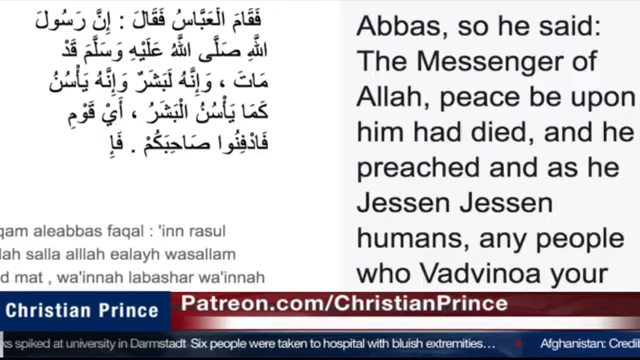 فَقَامَ الْعَبَّاسُ فَقَالَ : إِنَّ رَسُولَ
اللَّهِ صَلَّى اللَّهُ عَلَيْهِ وَسَلَّمَ قَدْ
مَاتَ ، وَإِنَّهُ لَبَشَرٌ وَإِنَّهُ يَأْسُنُ
كَمَا يَأْسُنُ الْبَشَرُ ، أَيْ قَوْمِ
فَادْفِنُوا صَاحِبَكُمْ . فَإِ
qam aleabbas faqal : 'inn rasul
lah salla alllah ealayh wasallam
d mat , wa'innah labashar wa'innah
Abbas, so he said:
The Messenger of
Allah, peace be upon
him had died, and he
preached and as he
Jessen Jessen
humans, any people
who Vadvinoa your
Christian Prince
Patreon.com/ChristianPrince
ks spiked at university in Darmstadt Six people were taken to hospital with bluish extremities… Afghanistan: Credi